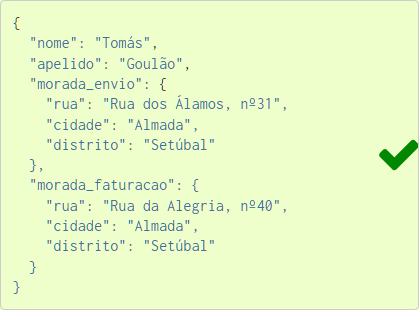 {
  "nome": "Tomás",
  "apelido": "Goulão",
  "morada_envio": {
    "rua": "Rua dos Álamos, nº31",
    "cidade": "Almada",
    "distrito": "Setúbal"
  },
  "morada_faturacao": {
    "rua": "Rua da Alegria, nº40",
    "cidade": "Almada",
    "distrito": "Setúbal"
  }
}